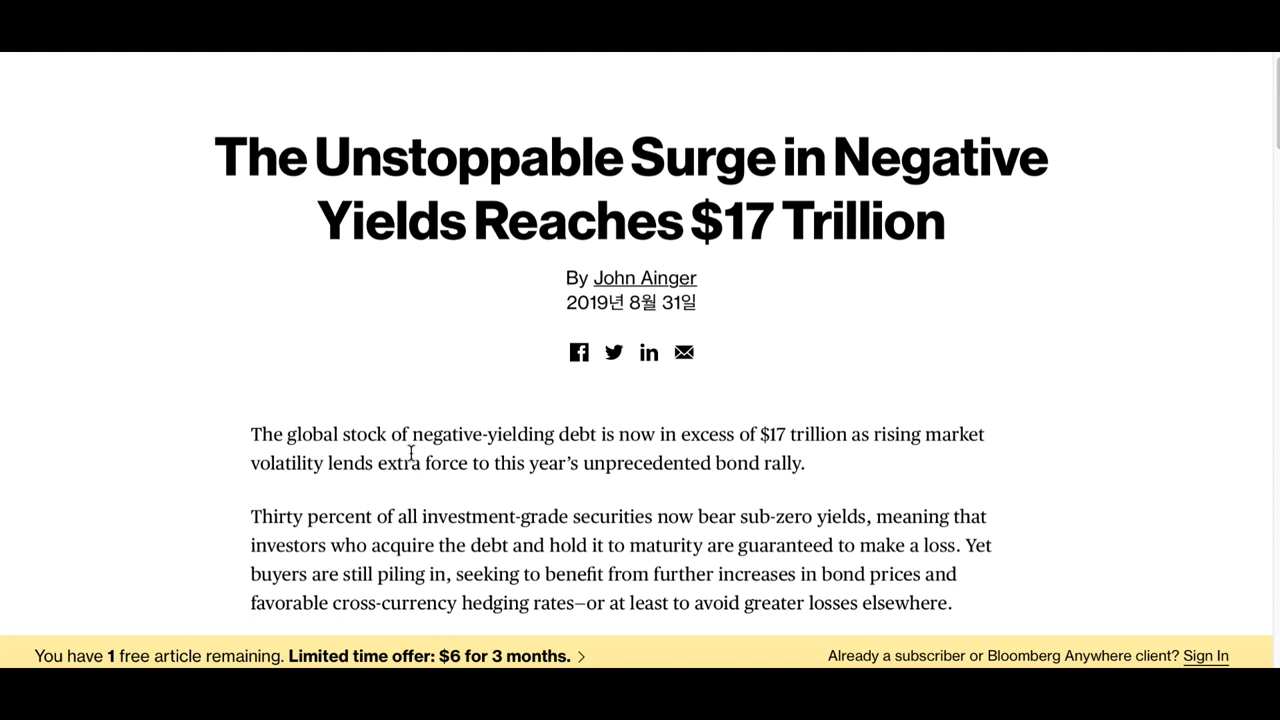 The Unstoppable Surge in Negative
Yields Reaches $17 Trillion
By John Ainger
2019년 8월 31일
The global stock of negative-yielding debt is now in excess of $17 trillion as rising market
volatility lends extra force to this year’s unprecedented bond rally.
Thirty percent of all investment-grade securities now bear sub-zero yields, meaning that
investors who acquire the debt and hold it to maturity are guaranteed to make a loss. Yet
buyers are still piling in, seeking to benefit from further increases in bond prices and
favorable cross-currency hedging rates—or at least to avoid greater losses elsewhere.
You have 1 free article remaining. Limited time offer: $6 for 3 months. >
Already a subscriber or Bloomberg Anywhere client? Sign In